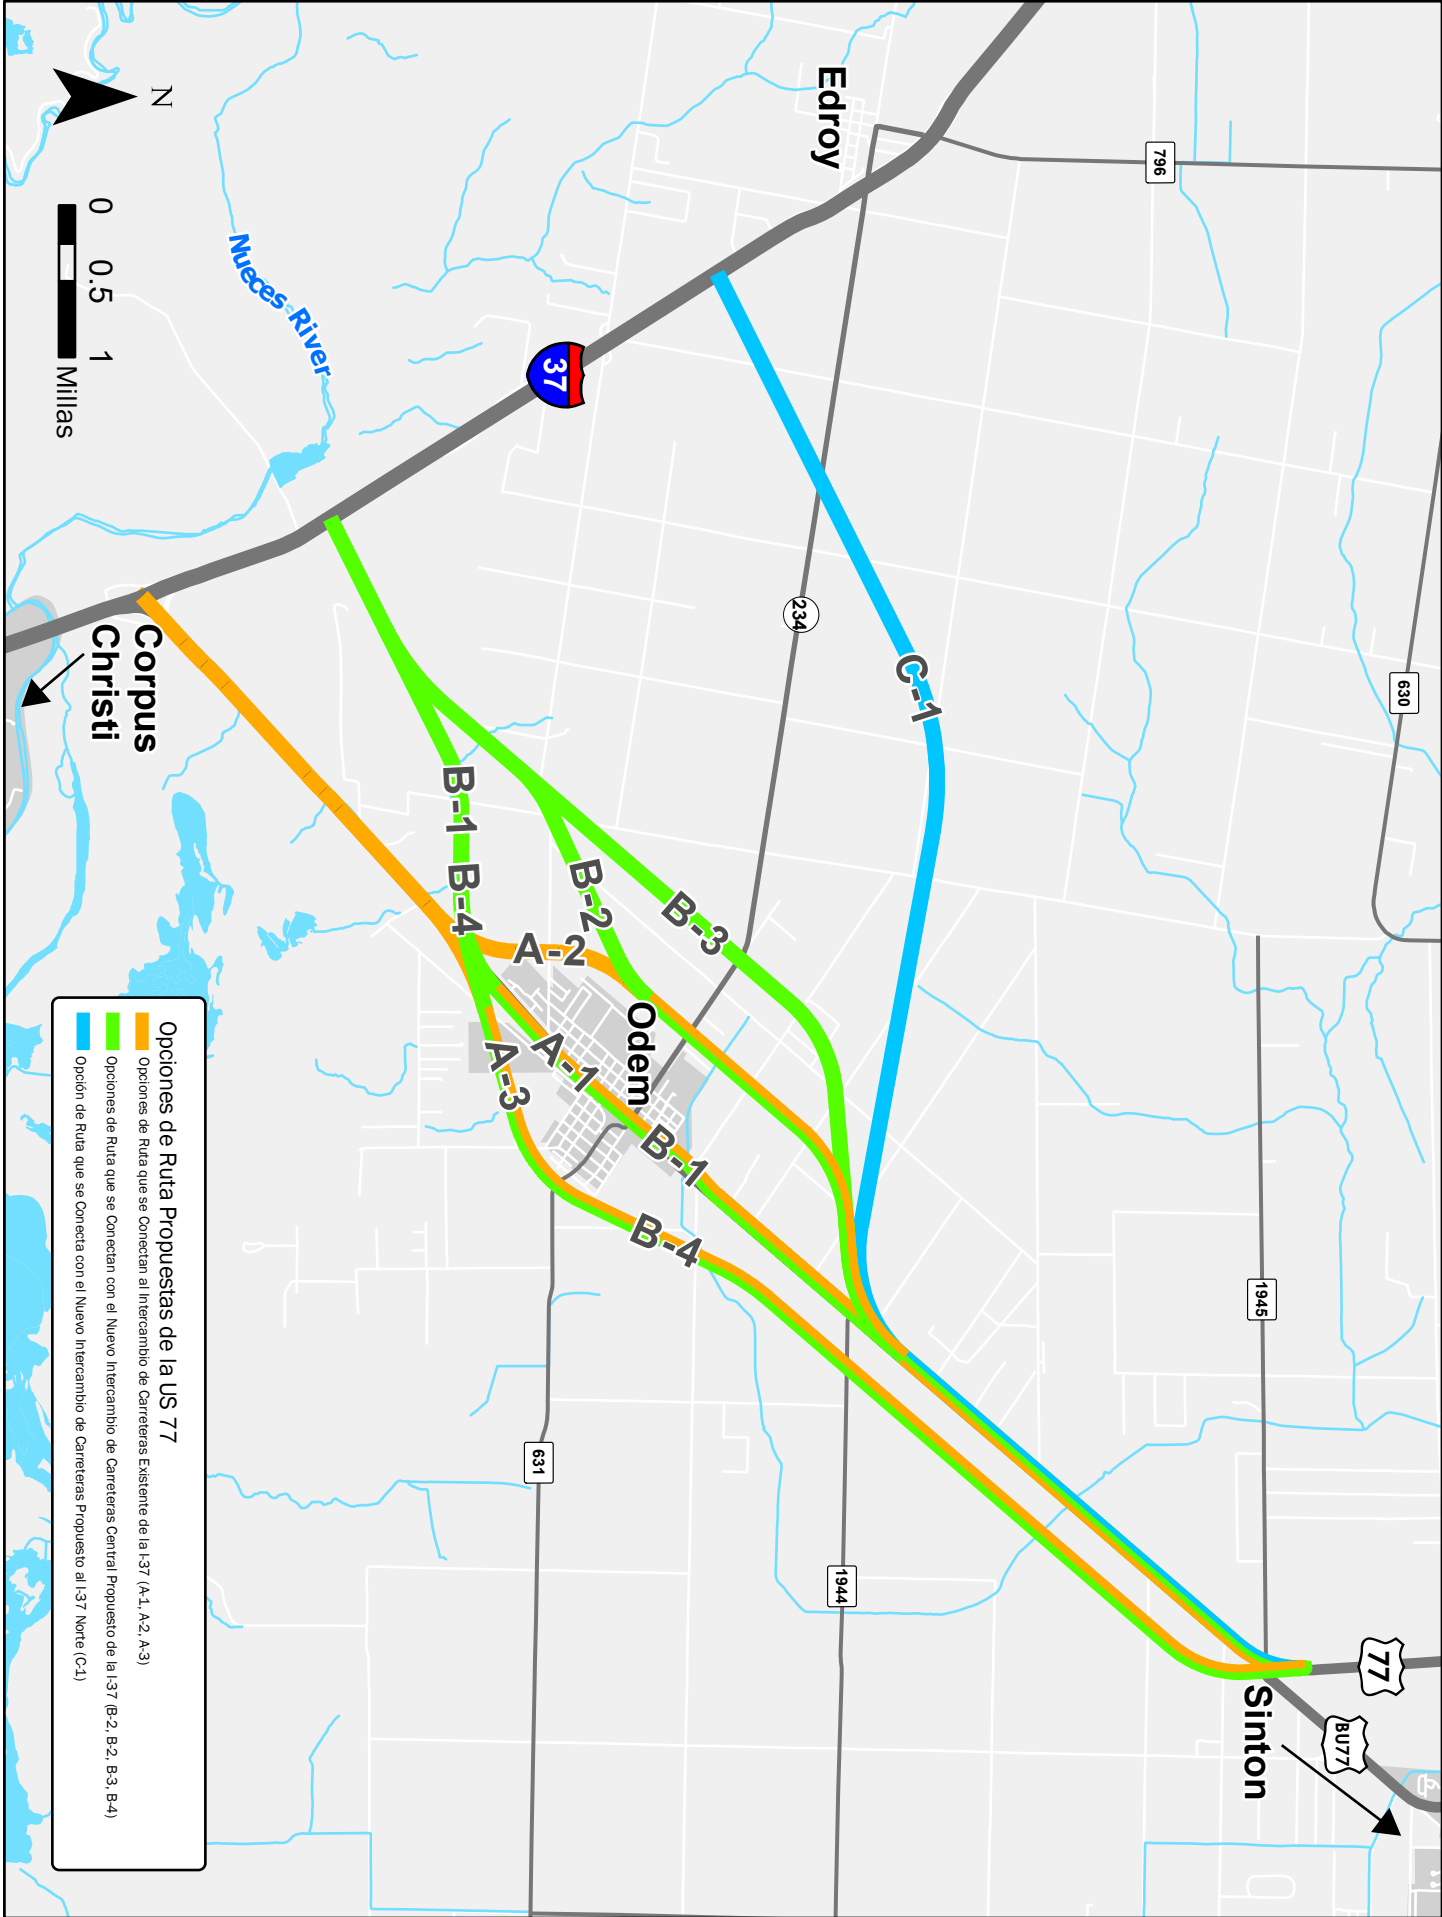 796
630
Edroy
N
Nueces River
0 0.5 1 Millas
37
234
C-1
Corpus
Christi
B-1
B-4
B-2
B-3
A-2
Odem
A-1
A-3
B-1
B-4
1945
631
1944
77
BU77
Sinton
Opciones de Ruta Propuestas de la US 77
Opciones de Ruta que se Conectan al Intercambio de Carreteras Existente de la I-37 (A-1, A-2, A-3)
Opciones de Ruta que se Conectan con el Nuevo Intercambio de Carreteras Central Propuesto de la I-37 (B-2, B-2, B-3, B-4)
Opción de Ruta que se Conecta con el Nuevo Intercambio de Carreteras Propuesto al I-37 Norte (C-1)